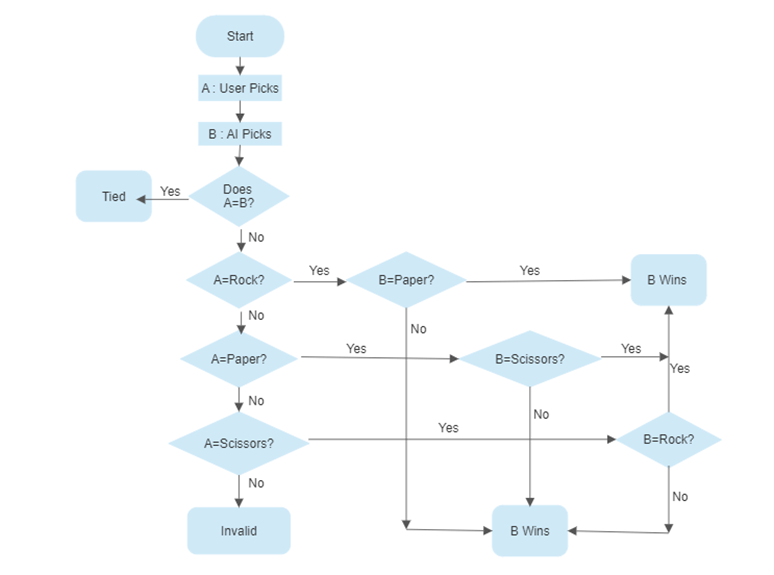 Start
A : User Picks
B : AI Picks
Does
A=B?
Yes
Tied
No
A=Rock?
Yes
B=Paper?
Yes
B Wins
No
No
A=Paper?
Yes
B=Scissors?
Yes
Yes
No
No
A=Scissors?
Yes
B=Rock?
No
No
Invalid
B Wins